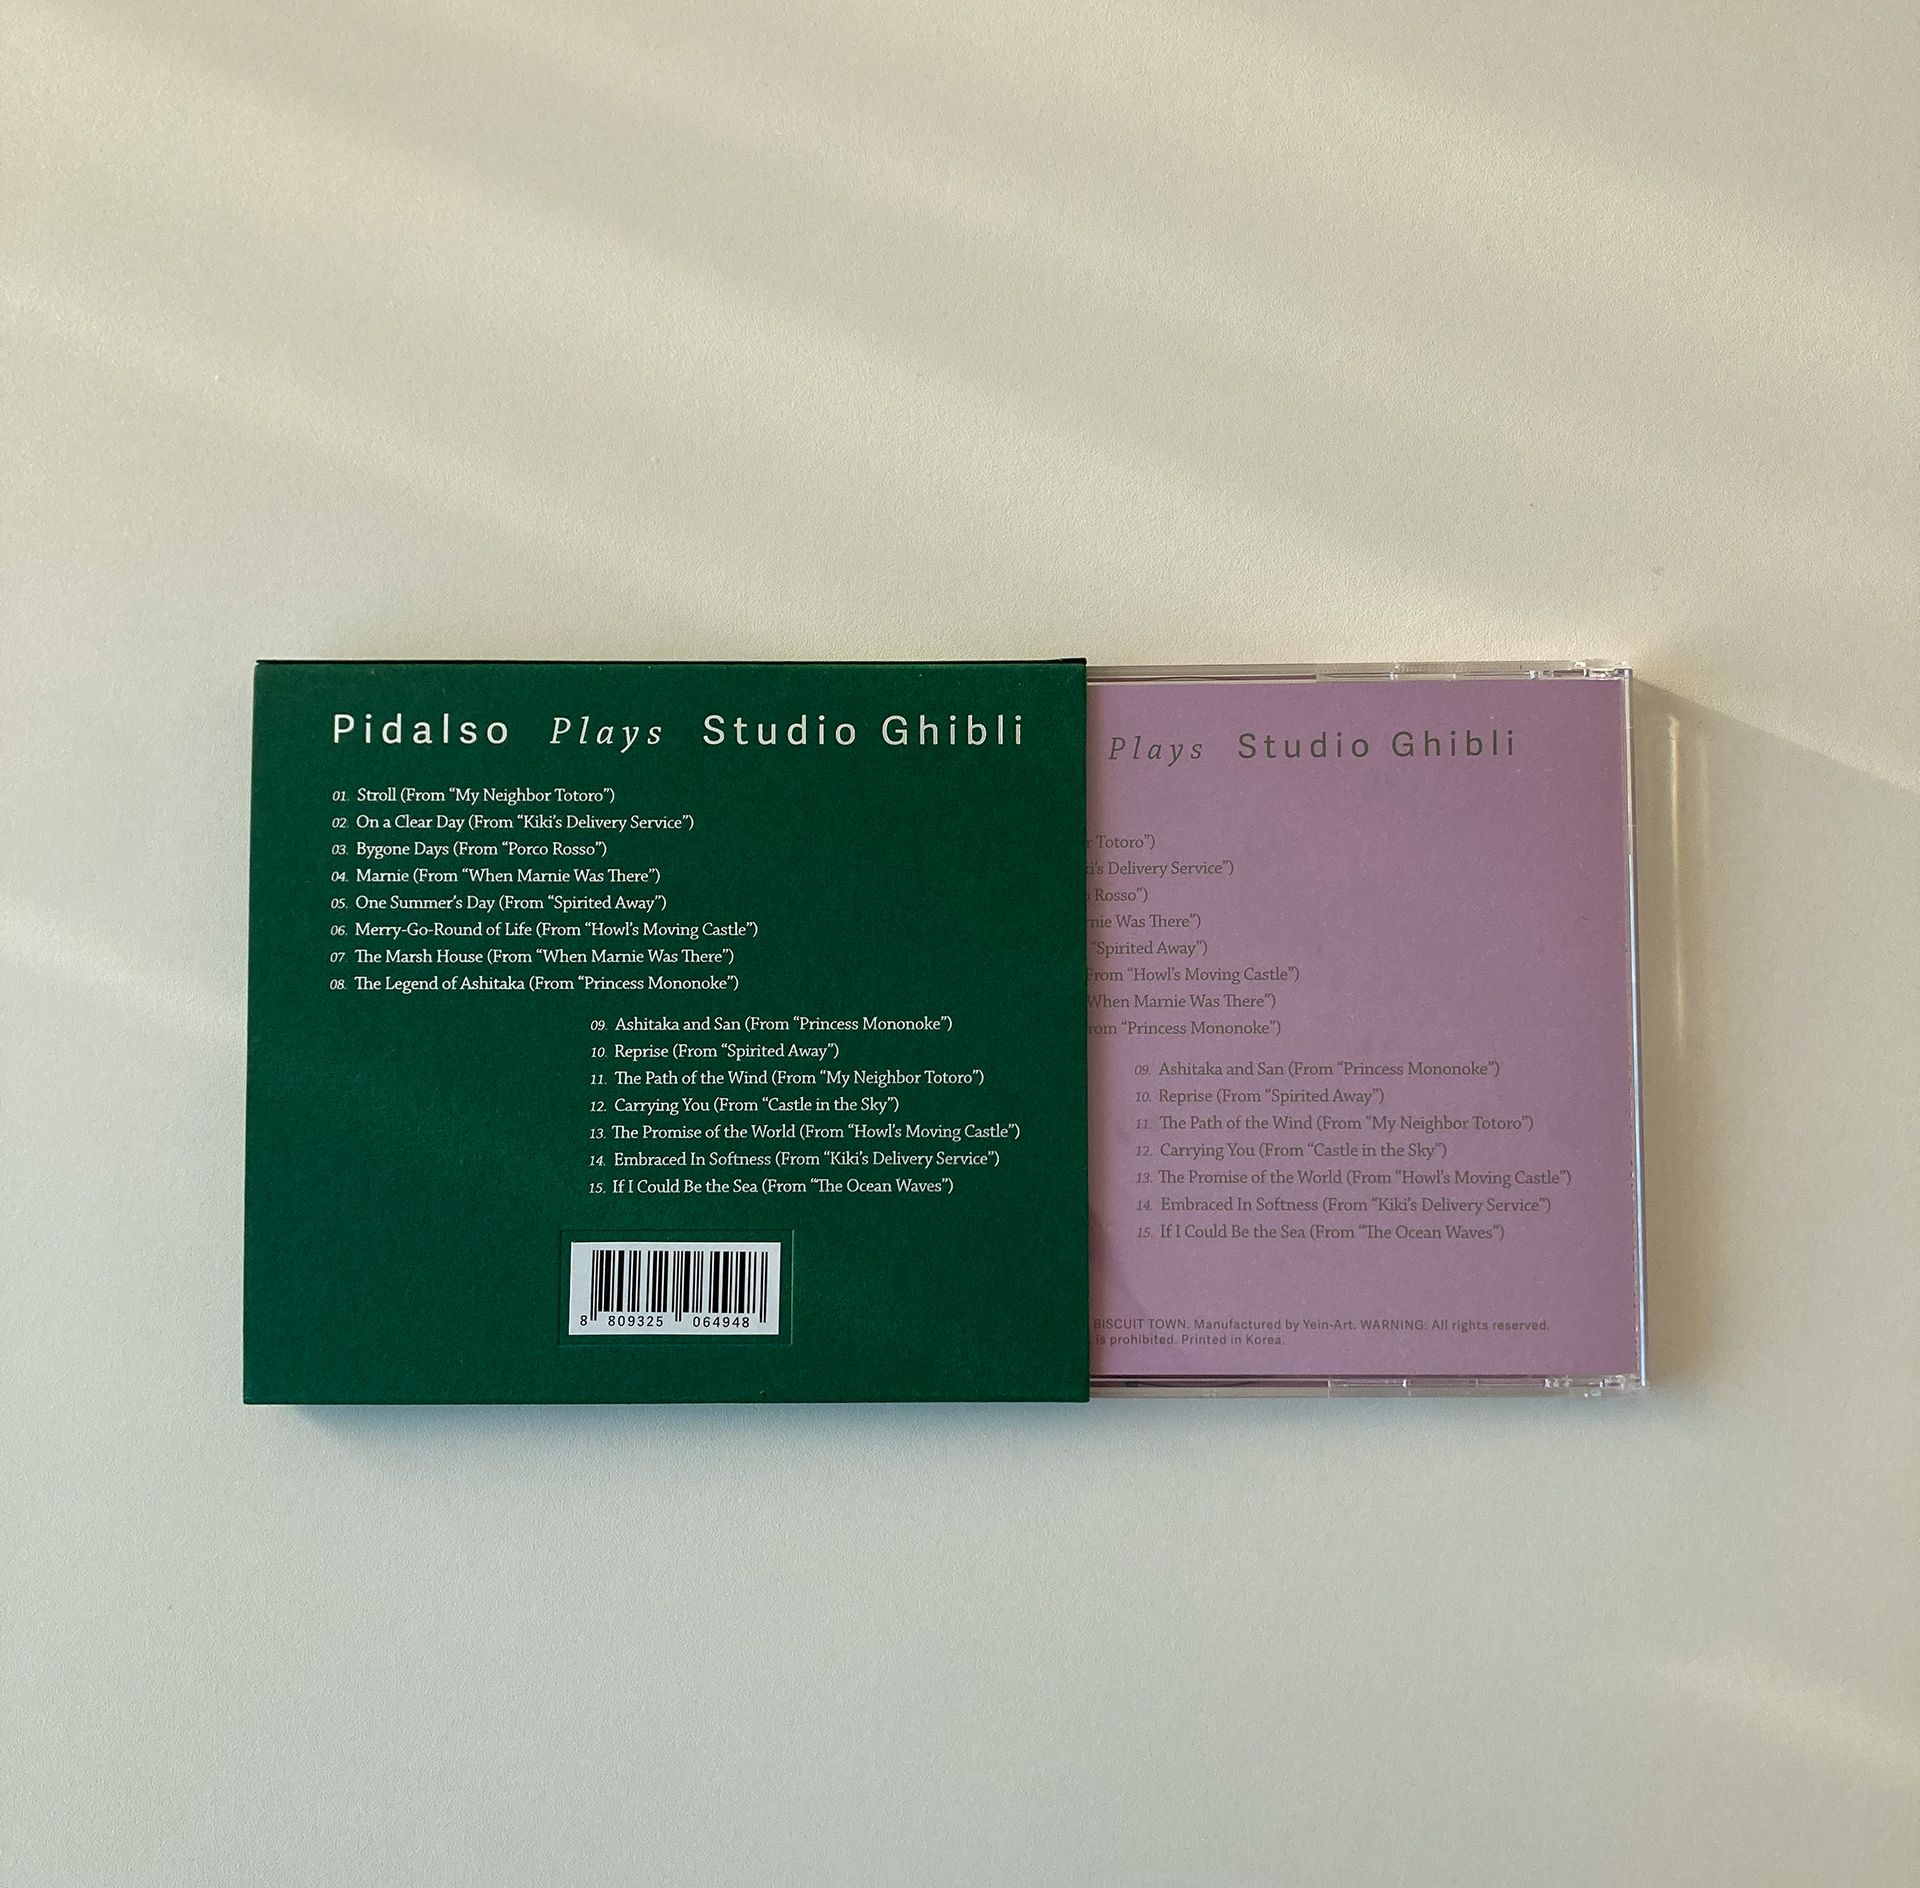 Pidalso Plays Studio Ghibli
01. Stroll (From “My Neighbor Totoro”)
02. On a Clear Day (From “Kiki’s Delivery Service”)
03. Bygone Days (From “Porco Rosso”)
04. Marnie (From “When Marnie Was There”)
05. One Summer’s Day (From “Spirited Away”)
06. Merry-Go-Round of Life (From “Howl’s Moving Castle”)
07. The Marsh House (From “When Marnie Was There”)
08. The Legend of Ashitaka (From “Princess Mononoke”)
09. Ashitaka and San (From “Princess Mononoke”)
10. Reprise (From “Spirited Away”)
11. The Path of the Wind (From “My Neighbor Totoro”)
12. Carrying You (From “Castle in the Sky”)
13. The Promise of the World (From “Howl’s Moving Castle”)
14. Embraced In Softness (From “Kiki’s Delivery Service”)
15. If I Could Be the Sea (From “The Ocean Waves”)
8 809325 064948
Plays Studio Ghibli
Totoro”)
Delivery Service”)
Rosso”)
Was There”)
“Spirited Away”)
From “Howl’s Moving Castle”)
When Marnie Was There”)
“Princess Mononoke”)
09. Ashitaka and San (From “Princess Mononoke”)
10. Reprise (From “Spirited Away”)
11. The Path of the Wind (From “My Neighbor Totoro”)
12. Carrying You (From “Castle in the Sky”)
13. The Promise of the World (From “Howl’s Moving Castle”)
14. Embraced In Softness (From “Kiki’s Delivery Service”)
15. If I Could Be the Sea (From “The Ocean Waves”)
BISCUIT TOWN. Manufactured by Yein-Art. WARNING: All rights reserved.
is prohibited. Printed in Korea.